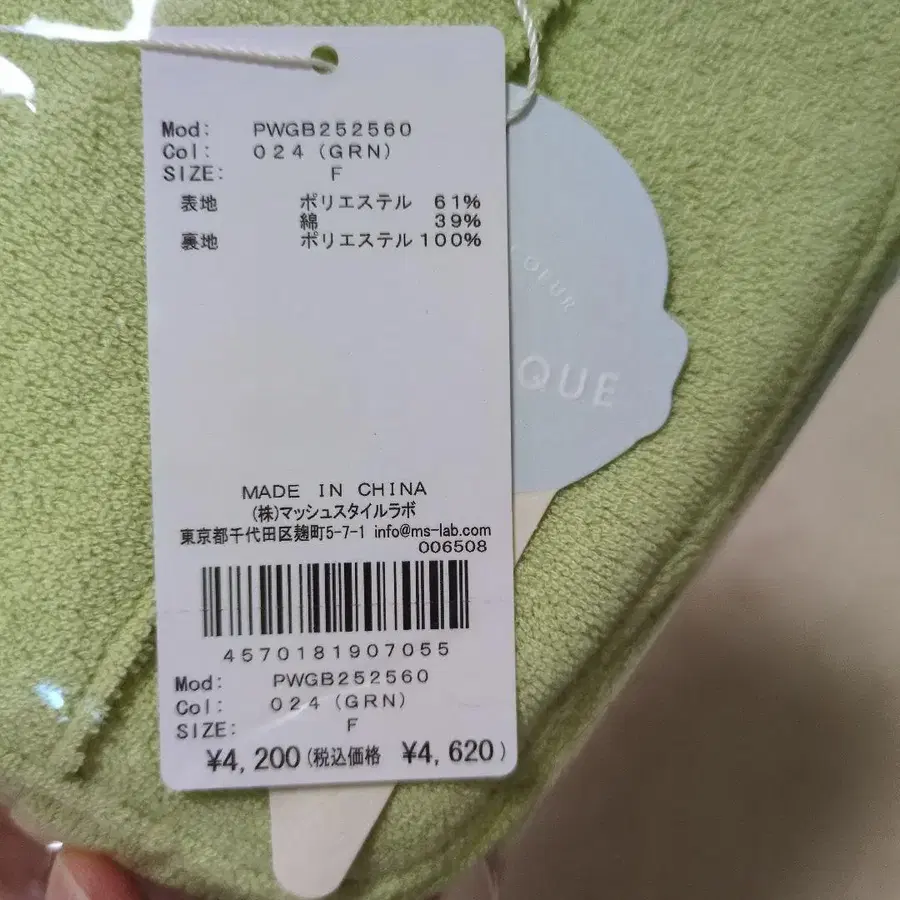 Mod: PWGB252560
Col: 024 (GRN)
SIZE: F
表地 ポリエステル 61%
綿 39%
裏地 ポリエステル 100%
MADE IN CHINA
(株)マッシュスタイルラボ
東京都千代田区麹町5-7-1 info@ms-lab.com
006508
4570181907055
Mod: PWGB252560
Col: 024 (GRN)
SIZE: F
¥4,200 (税込価格 ¥4,620)
OEUR
QUE